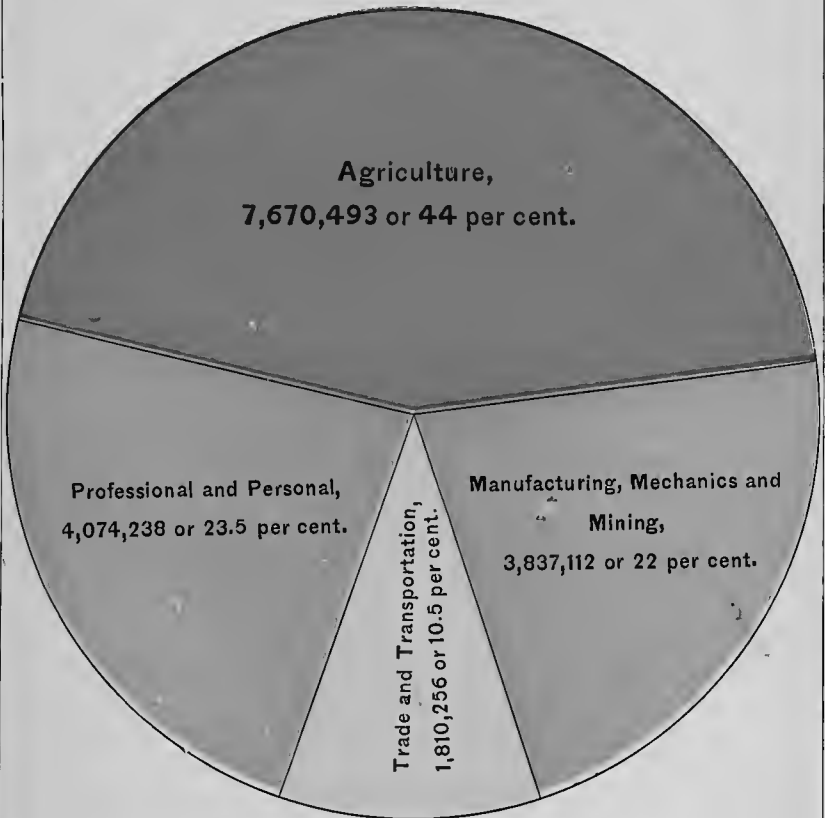 Agriculture,
7,670,493 or 44 per cent.
Professional and Personal,
4,074,238 or 23.5 per cent.
Trade and Transportation,
1,810,256 or 10.5 per cent.
Manufacturing, Mechanics and
Mining,
3,837,112 or 22 per cent.